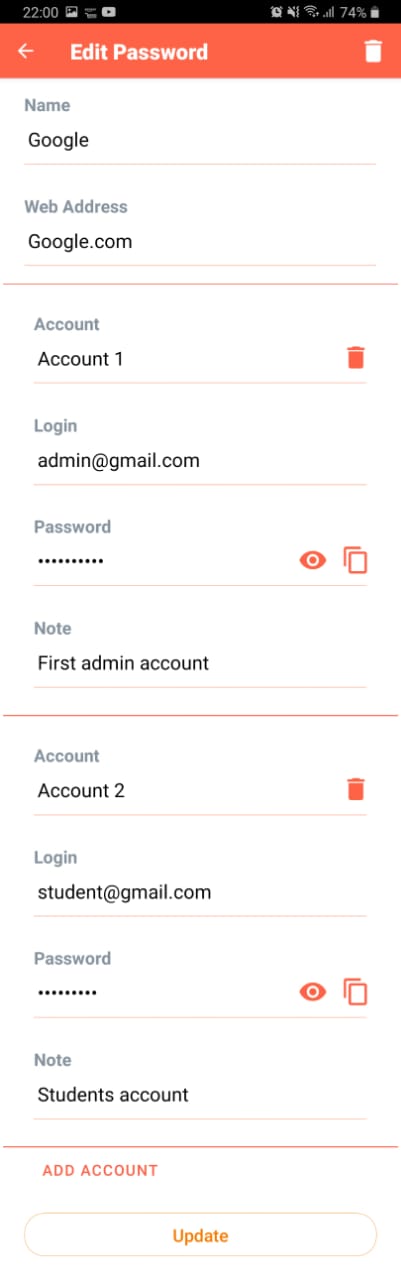 22:00 74%
Edit Password
Name
Google
Web Address
Google.com
Account
Account 1
Login
admin@gmail.com
Password
••••••••••
Note
First admin account
Account
Account 2
Login
student@gmail.com
Password
•••••••••
Note
Students account
ADD ACCOUNT
Update